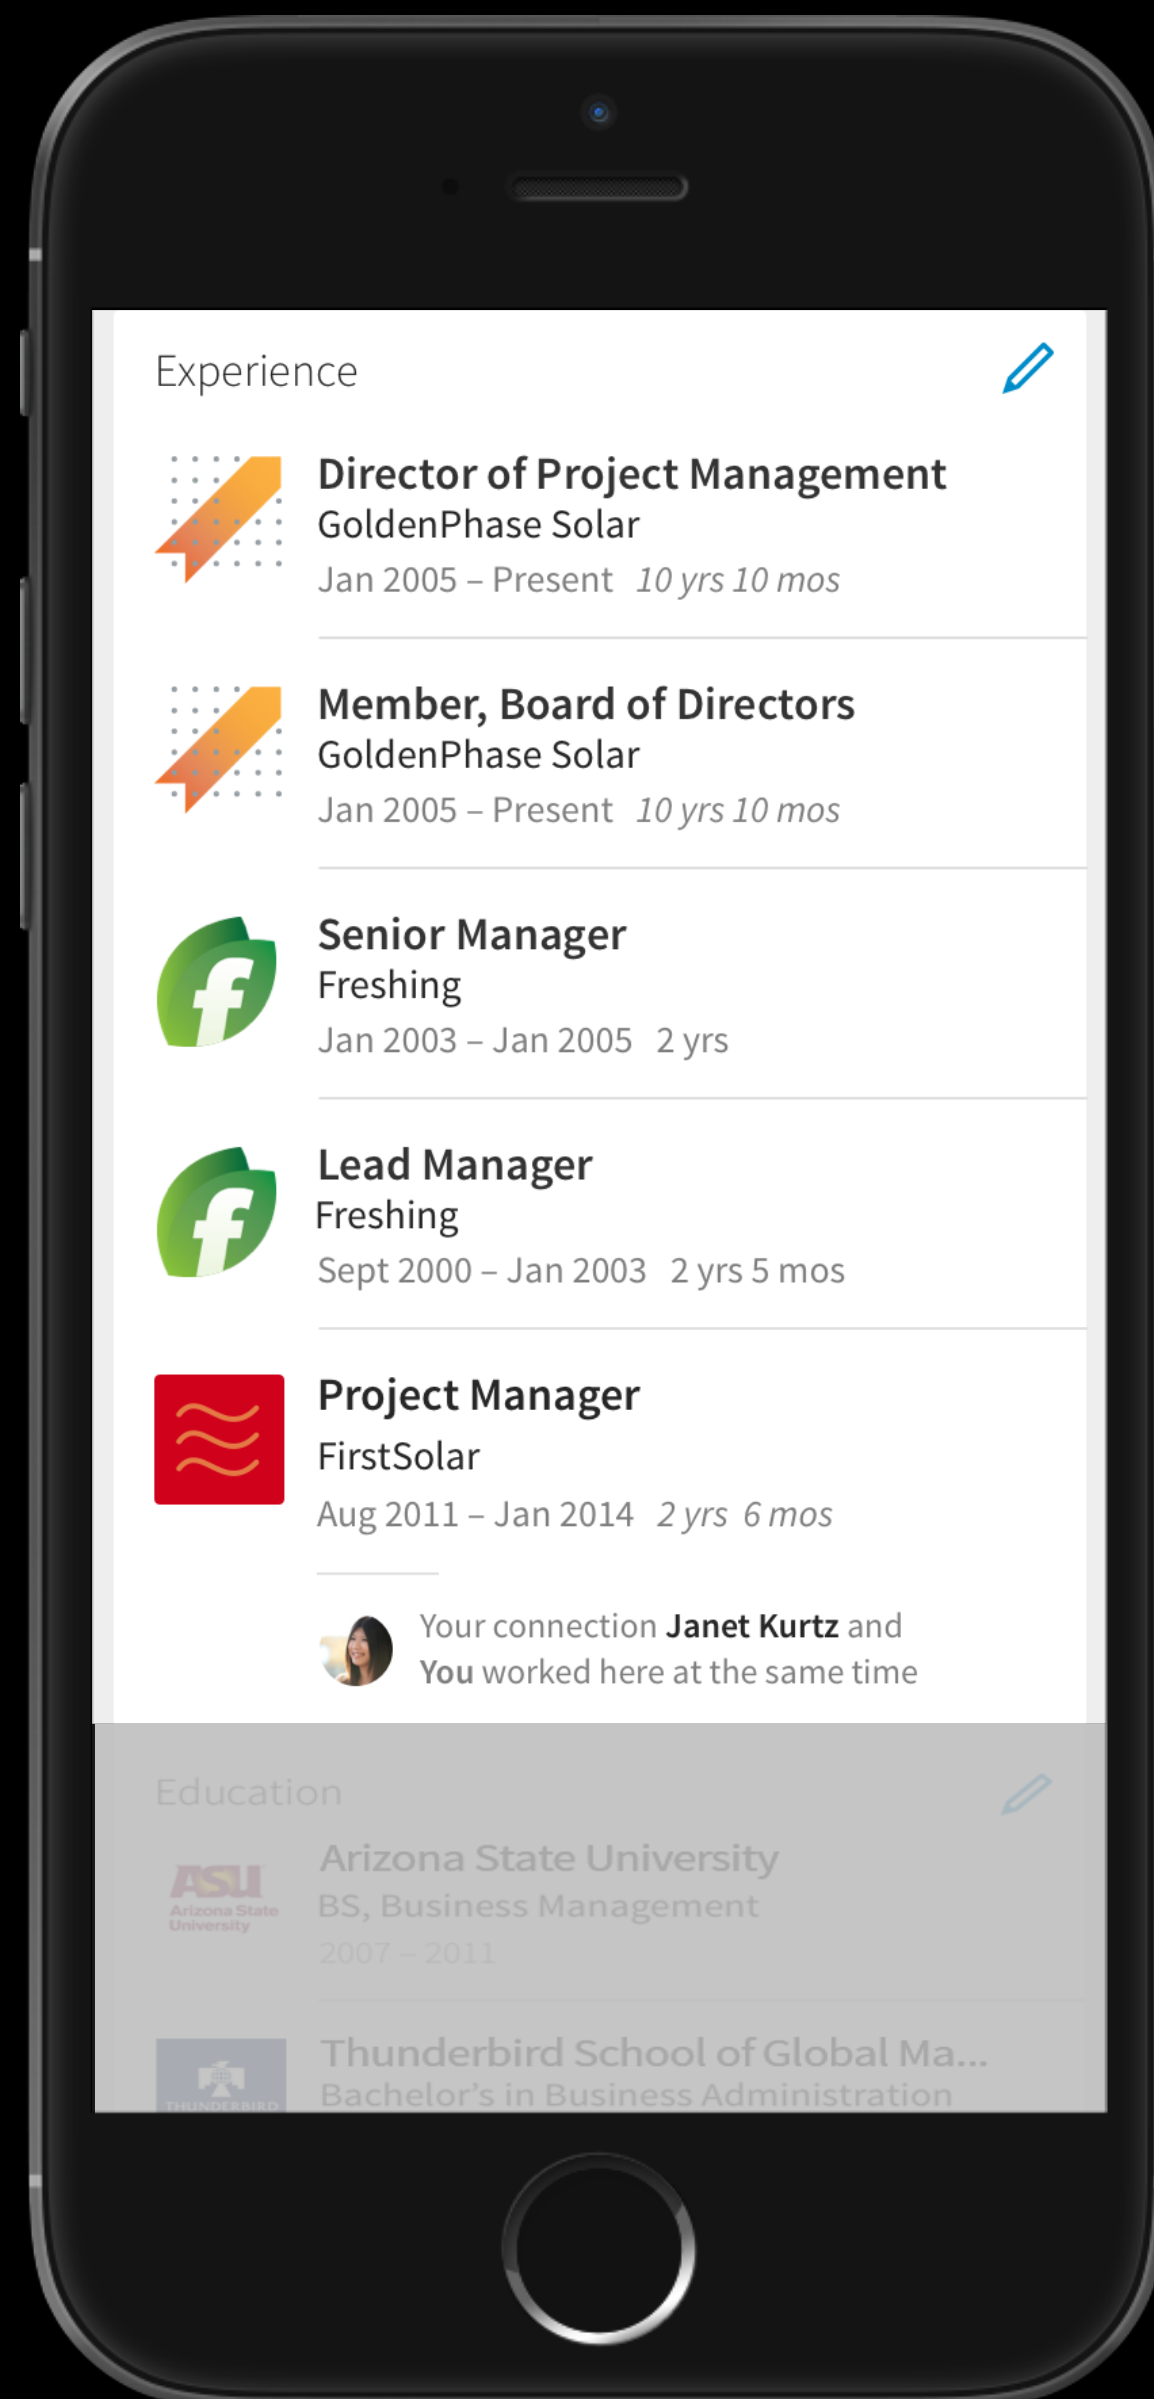 Experience
Director of Project Management
GoldenPhase Solar
Jan 2005 – Present 10 yrs 10 mos
Member, Board of Directors
GoldenPhase Solar
Jan 2005 – Present 10 yrs 10 mos
f
Senior Manager
Freshing
Jan 2003 – Jan 2005 2 yrs
f
Lead Manager
Freshing
Sept 2000 – Jan 2003 2 yrs 5 mos
Project Manager
FirstSolar
Aug 2011 – Jan 2014 2 yrs 6 mos
Your connection Janet Kurtz and
You worked here at the same time
Education
ASU
Arizona State
University
Arizona State University
BS, Business Management
2007 – 2011
THUNDERBIRD
Thunderbird School of Global Ma...
Bachelor's in Business Administration